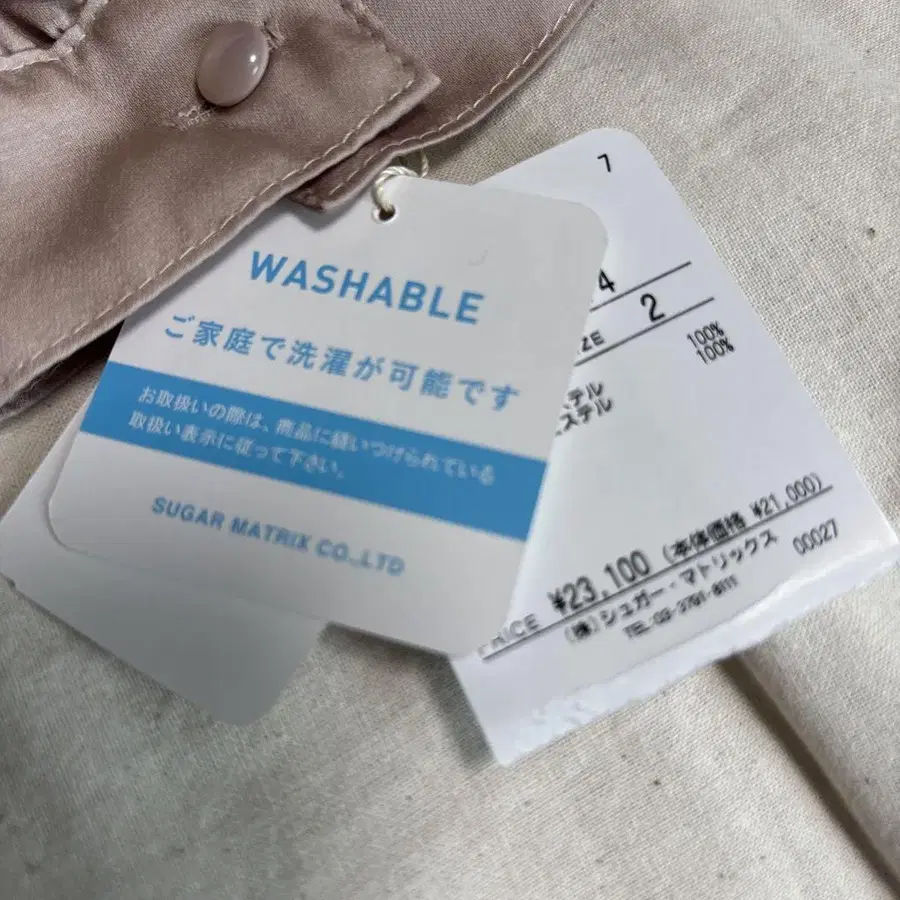 WASHABLE
ご家庭で洗濯が可能です
お取扱いの際は、商品に縫いつけられている
取扱い表示に従って下さい。
SUGAR MATRIX CO.,LTD
7
4
ZE 2
100%
100%
ステル
エステル
PRICE ¥23,100 (本体価格 ¥21,000)
(株)シュガー・マトリックス
00027